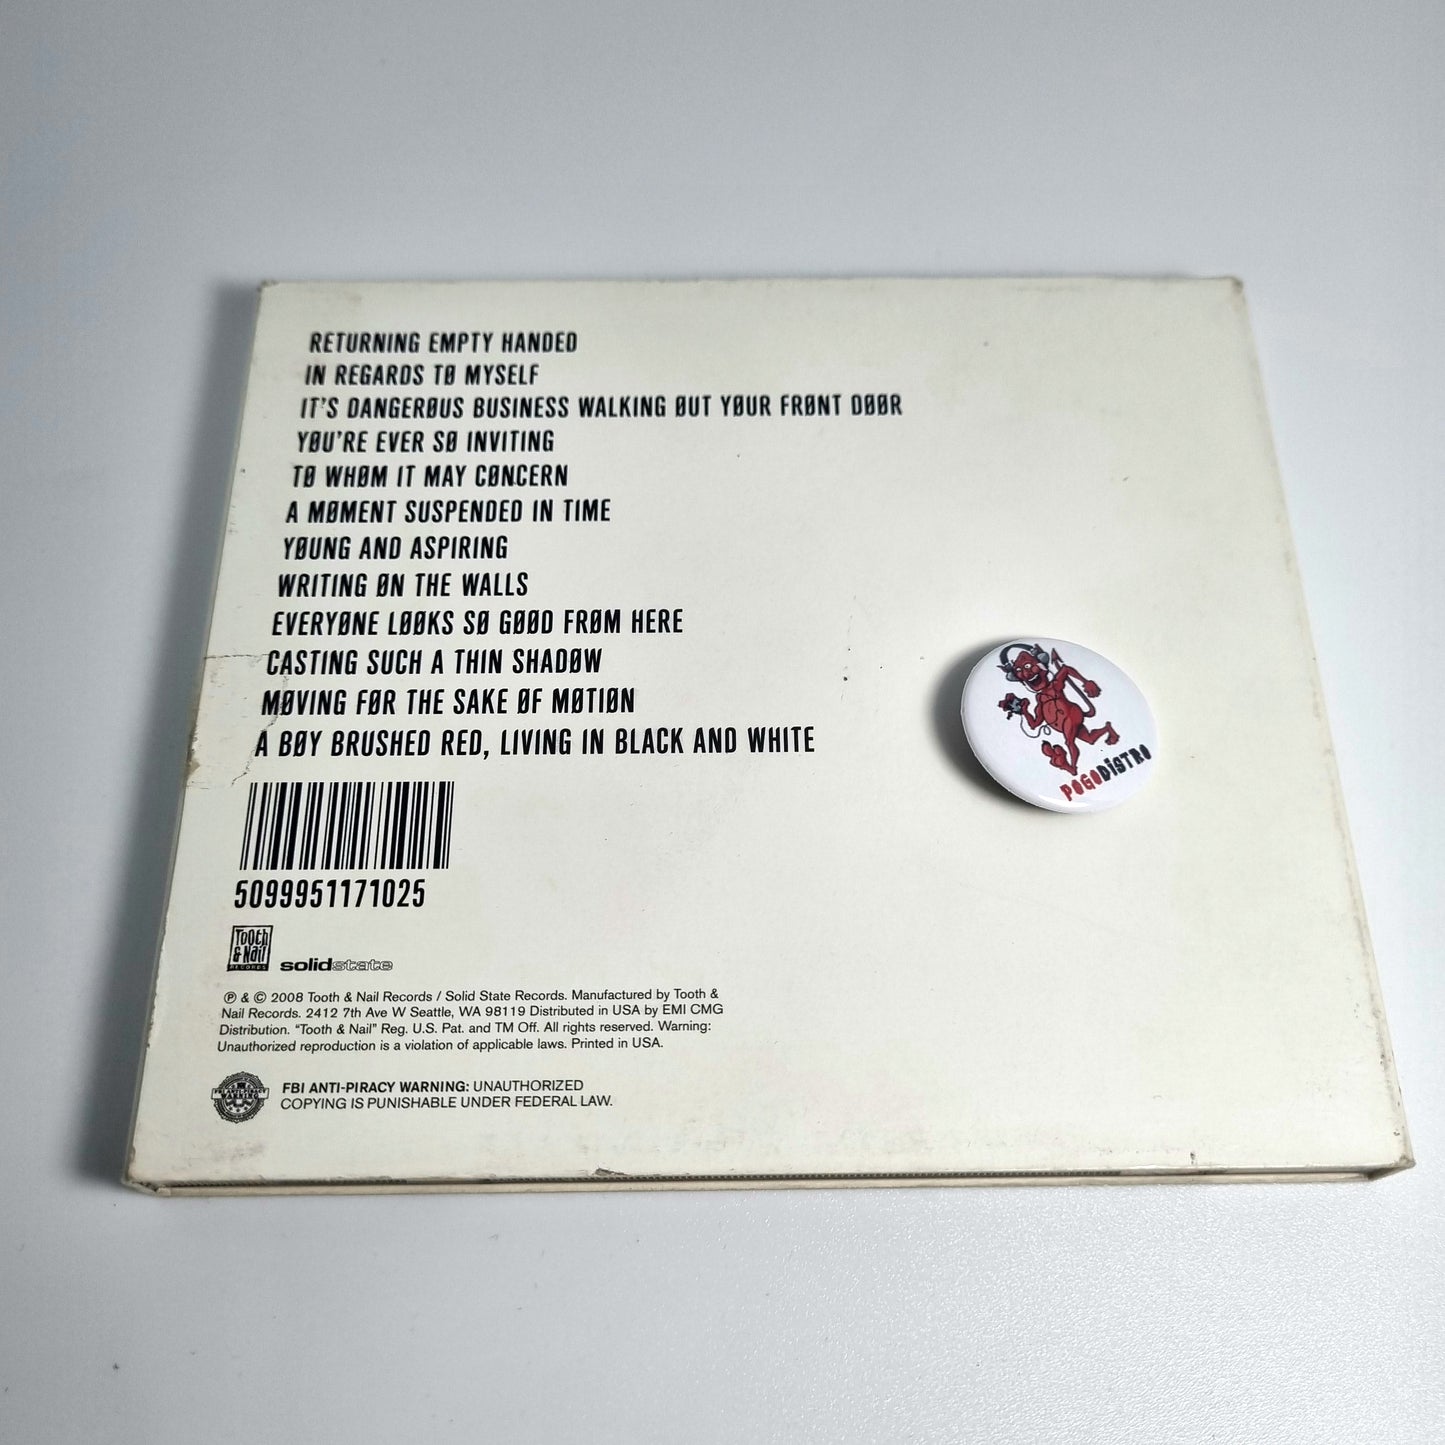 RETURNING EMPTY HANDED
IN REGARDS TØ MYSELF
IT'S DANGERØUS BUSINESS WALKING ØUT YØUR FRØNT DØØR
YØU'RE EVER SØ INVITING
TØ WHØM IT MAY CØNCERN
A MØMENT SUSPENDED IN TIME
YØUNG AND ASPIRING
WRITING ØN THE WALLS
EVERYØNE LØØKS SØ GØØD FRØM HERE
CASTING SUCH A THIN SHADØW
MØVING FØR THE SAKE ØF MØTIØN
A BØY BRUSHED RED, LIVING IN BLACK AND WHITE
5099951171025
Tooth
& Nail
RECORDS
solidstate
℗ & © 2008 Tooth & Nail Records / Solid State Records. Manufactured by Tooth &
Nail Records. 2412 7th Ave W Seattle, WA 98119 Distributed in USA by EMI CMG
Distribution. “Tooth & Nail” Reg. U.S. Pat. and TM Off. All rights reserved. Warning:
Unauthorized reproduction is a violation of applicable laws. Printed in USA.
FBI ANTI-PIRACY
WARNING
FBI ANTI-PIRACY WARNING: UNAUTHORIZED
COPYING IS PUNISHABLE UNDER FEDERAL LAW.
POGODiSTRO